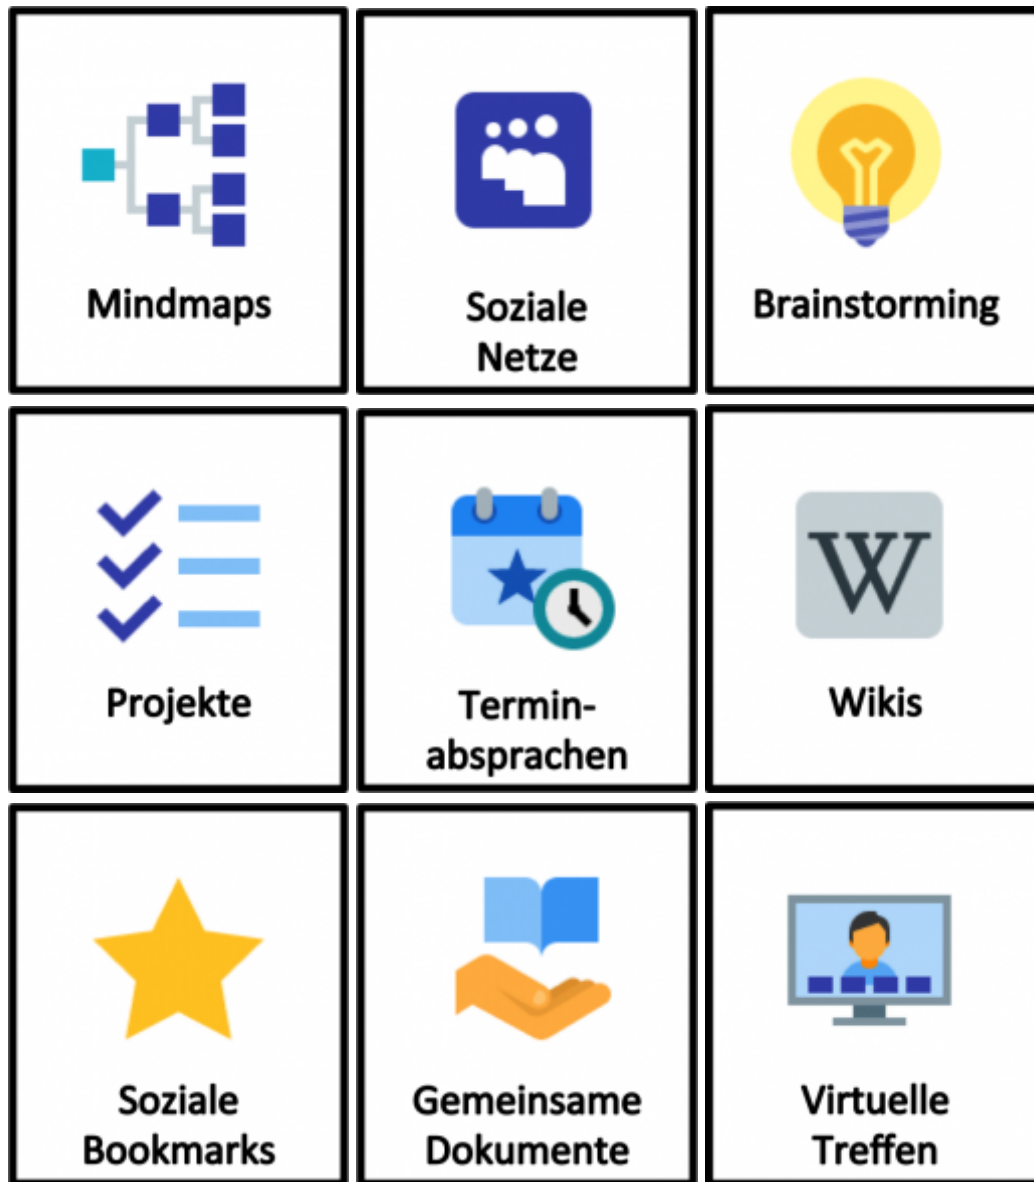 Mindmaps
Soziale
Netze
Brainstorming
Projekte
Termin-
absprachen
W
Wikis
Soziale
Bookmarks
Gemeinsame
Dokumente
Virtuelle
Treffen